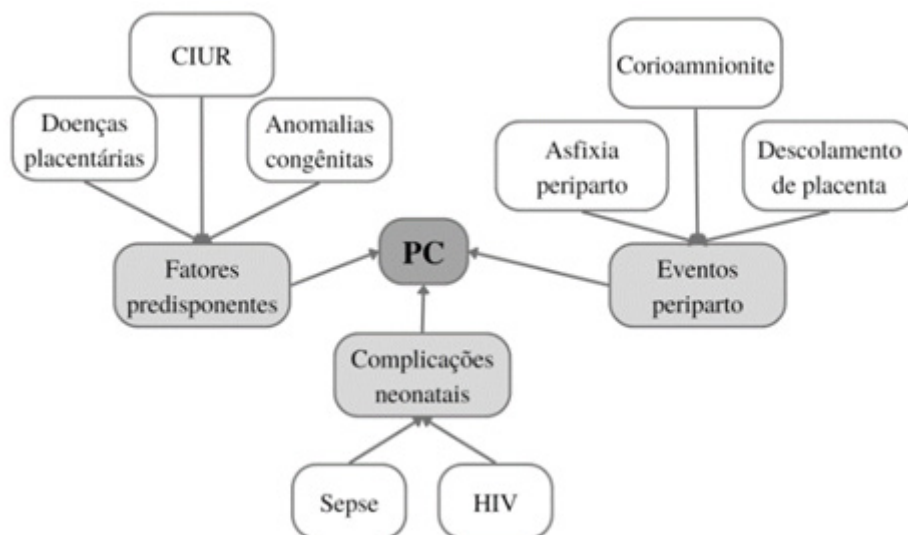 CIUR
Doenças
placentárias
Anomalias
congênitas
Corioamnionite
Asfixia
periparto
Descolamento
de placenta
Fatores
predisponentes
PC
Eventos
periparto
Complicações
neonatais
Sepse
HIV